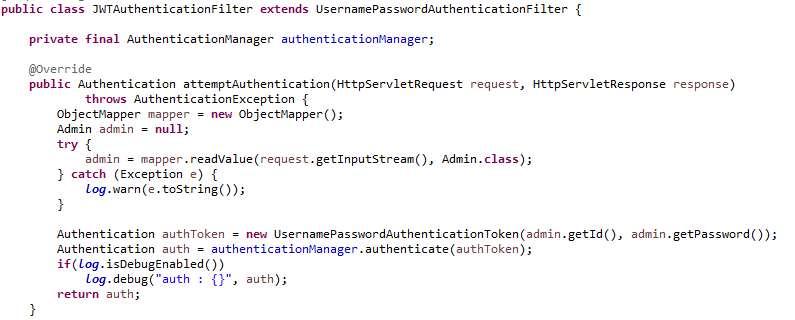 public class JWTAuthenticationFilter extends UsernamePasswordAuthenticationFilter {
private final AuthenticationManager authenticationManager;
@Override
public Authentication attemptAuthentication(HttpServletRequest request, HttpServletResponse response)
throws AuthenticationException {
ObjectMapper mapper = new ObjectMapper();
Admin admin = null;
try {
admin = mapper.readValue(request.getInputStream(), Admin.class);
} catch (Exception e) {
log.warn(e.toString());
}
Authentication authToken = new UsernamePasswordAuthenticationToken(admin.getId(), admin.getPassword());
Authentication auth = authenticationManager.authenticate(authToken);
if(log.isDebugEnabled())
log.debug("auth : {}", auth);
return auth;
}